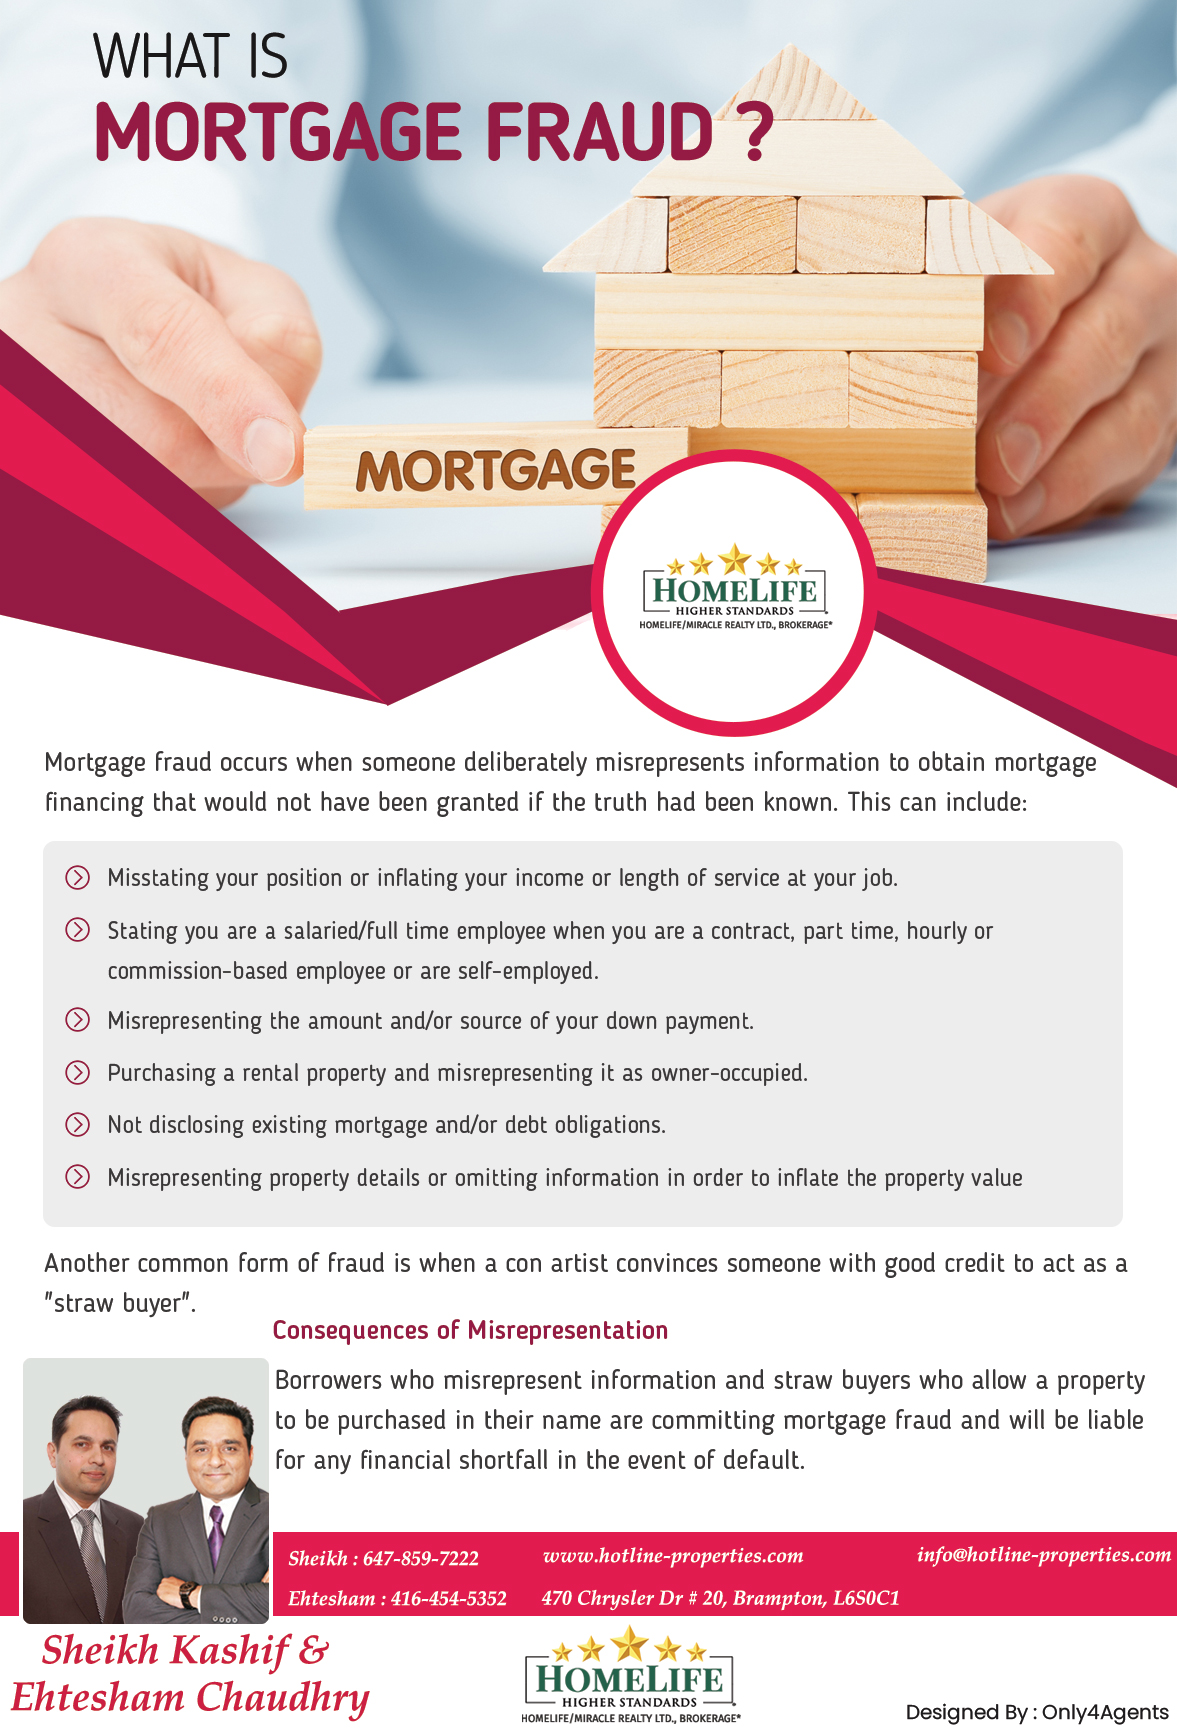 WHAT IS
MORTGAGE FRAUD ?
MORTGAGE
HOMELIFE
HIGHER STANDARDS
HOMELIFE/MIRACLE REALTY LTD., BROKERAGE*
Mortgage fraud occurs when someone deliberately misrepresents information to obtain mortgage
financing that would not have been granted if the truth had been known. This can include:
Misstating your position or inflating your income or length of service at your job.
Stating you are a salaried/full time employee when you are a contract, part time, hourly or
commission-based employee or are self-employed.
Misrepresenting the amount and/or source of your down payment.
Purchasing a rental property and misrepresenting it as owner-occupied.
Not disclosing existing mortgage and/or debt obligations.
Misrepresenting property details or omitting information in order to inflate the property value
Another common form of fraud is when a con artist convinces someone with good credit to act as a
"straw buyer".
Consequences of Misrepresentation
Borrowers who misrepresent information and straw buyers who allow a property
to be purchased in their name are committing mortgage fraud and will be liable
for any financial shortfall in the event of default.
Sheikh : 647-859-7222
www.hotline-properties.com
info@hotline-properties.com
Ehtesham : 416-454-5352
470 Chrysler Dr # 20, Brampton, L6S0C1
Sheikh Kashif &
Ehtesham Chaudhry
HOMELIFE
HIGHER STANDARDS
HOMELIFE/MIRACLE REALTY LTD., BROKERAGE*
Designed By : Only4Agents